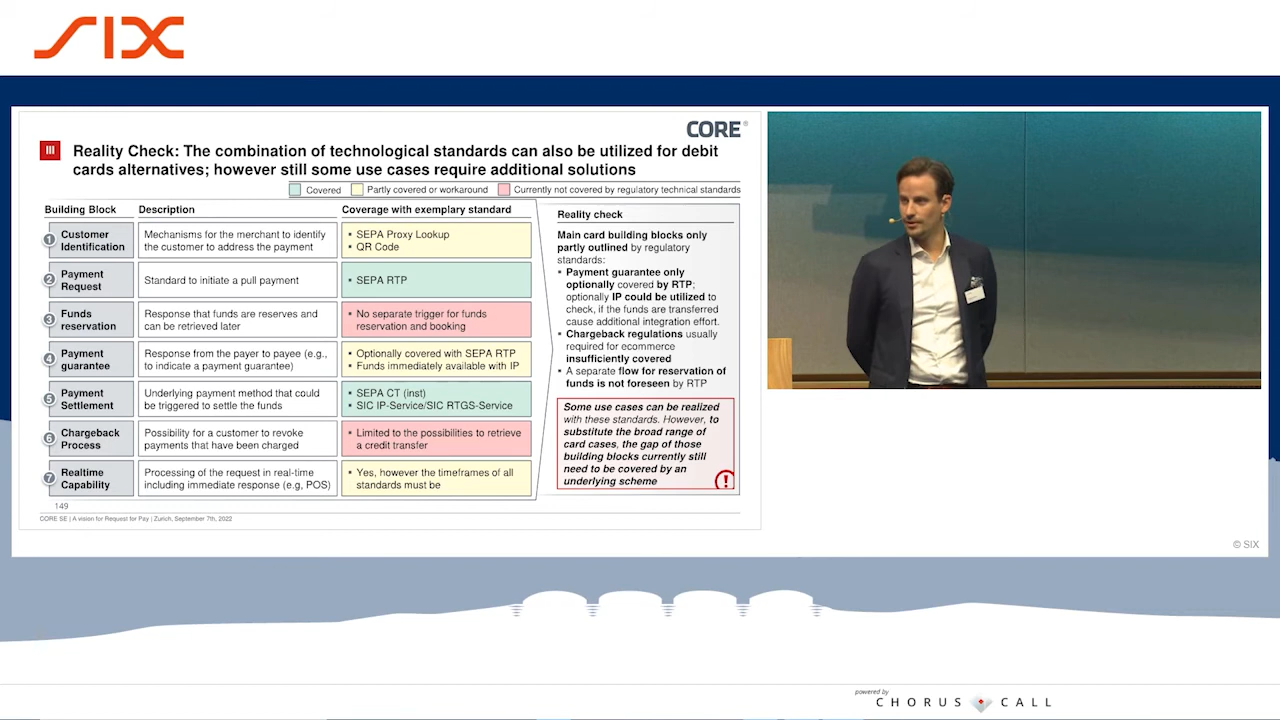 SIX
CORE®
III
Reality Check: The combination of technological standards can also be utilized for debit
cards alternatives; however still some use cases require additional solutions
Covered
Partly covered or workaround
Currently not covered by regulatory technical standards
Building Block
Description
Coverage with exemplary standard
1
Customer
Identification
Mechanisms for the merchant to identify
the customer to address the payment
• SEPA Proxy Lookup
• QR Code
2
Payment
Request
Standard to initiate a pull payment
• SEPA RTP
3
Funds
reservation
Response that funds are reserves and
can be retrieved later
• No separate trigger for funds
reservation and booking
4
Payment
guarantee
Response from the payer to payee (e.g.,
to indicate a payment guarantee)
• Optionally covered with SEPA RTP
• Funds immediately available with IP
5
Payment
Settlement
Underlying payment method that could
be triggered to settle the funds
• SEPA CT (inst)
• SIC IP-Service/SIC RTGS-Service
6
Chargeback
Process
Possibility for a customer to revoke
payments that have been charged
• Limited to the possibilities to retrieve
a credit transfer
7
Realtime
Capability
Processing of the request in real-time
including immediate response (e.g, POS)
• Yes, however the timeframes of all
standards must be
Reality check
Main card building blocks only
partly outlined by regulatory
standards:
• Payment guarantee only
optionally covered by RTP;
optionally IP could be utilized to
check, if the funds are transferred
cause additional integration effort.
• Chargeback regulations usually
required for ecommerce
insufficiently covered
• A separate flow for reservation of
funds is not foreseen by RTP
Some use cases can be realized
with these standards. However, to
substitute the broad range of
card cases, the gap of those
building blocks currently still
need to be covered by an
underlying scheme
!
149
CORE SE | A vision for Request for Pay | Zurich, September 7th, 2022
© SIX
powered by
CHORUS CALL